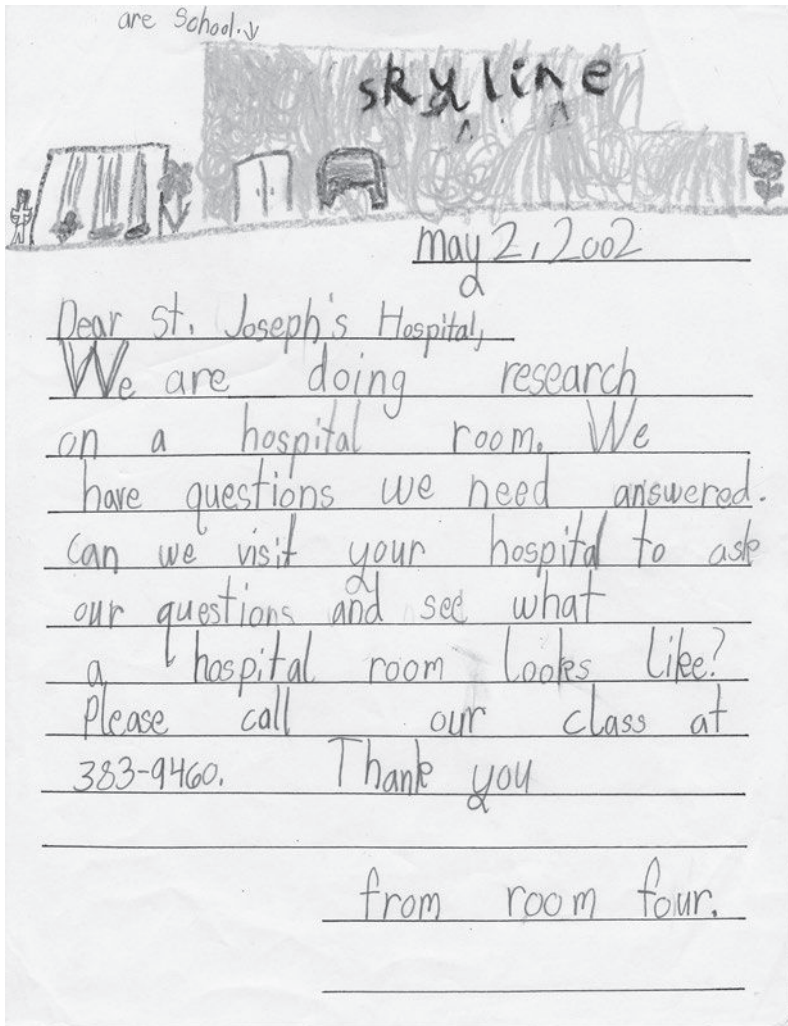 are School.↓
skyline
may 2, 2002
Dear St. Joseph's Hospital,
We are doing research
on a hospital room. We
have questions we need answered.
can we visit your hospital to ask
our questions and see what
a hospital room looks like?
Please call our class at
383-9460. Thank you
from room four.